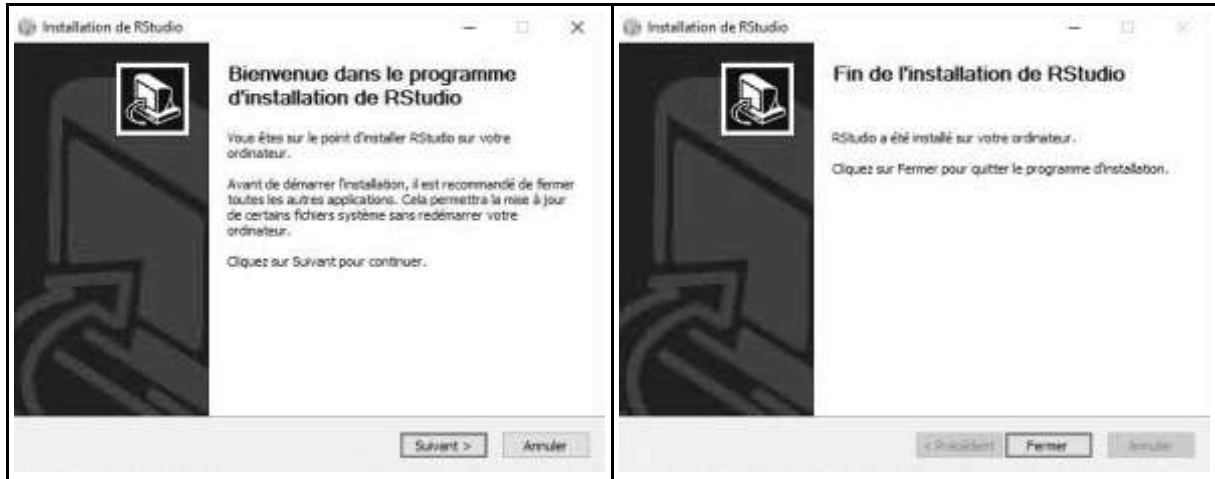 Installation de RStudio
Bienvenue dans le programme
d'installation de RStudio
Vous êtes sur le point d'installer RStudio sur votre
ordinateur.
Avant de démarrer l'installation, il est recommandé de fermer
toutes les autres applications. Cela permettra la mise à jour
de certains fichiers système sans redémarrer votre
ordinateur.
Cliquez sur Suivant pour continuer.
Suivant >
Annuler
Installation de RStudio
Fin de l'installation de RStudio
RStudio a été installé sur votre ordinateur.
Cliquez sur Fermer pour quitter le programme d'installation.
< Précédent
Fermer
Annuler